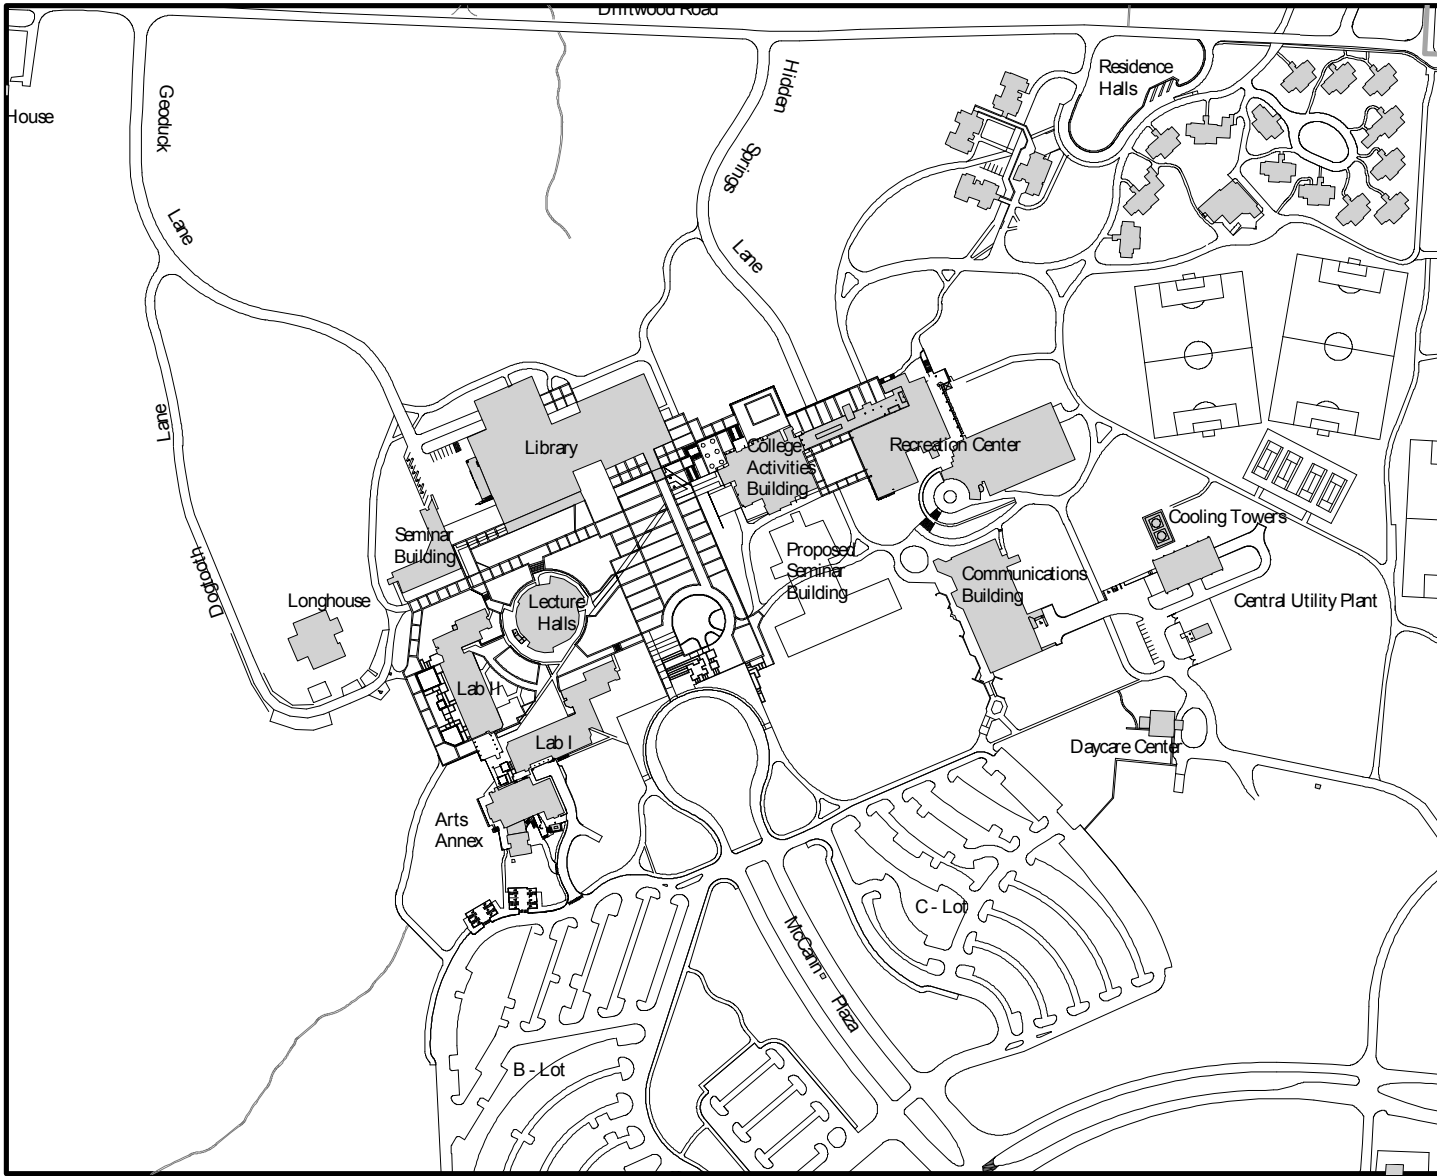 Driftwood Road
House
Geoduck
Lane
Hidden
Springs
Lane
Residence
Halls
Lane
Dogtooth
Library
College
Activities
Building
Recreation Center
Seminar
Building
Longhouse
Lecture
Halls
Proposed
Seminar
Building
Communications
Building
Cooling Towers
Central Utility Plant
Lab II
Lab I
Daycare Center
Arts
Annex
C - Lot
McCann
Plaza
B - Lot